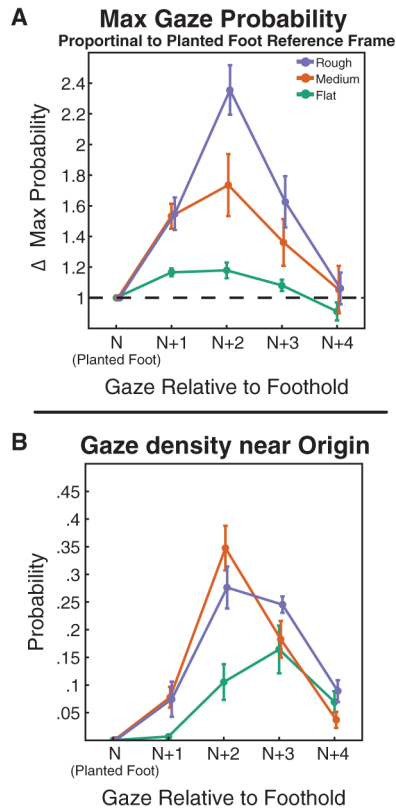 A
Max Gaze Probability
Proportinal to Planted Foot Reference Frame
Rough
Medium
Flat
2.4
2.2
2
1.8
1.6
1.4
1.2
1
Δ Max Probability
N
N+1
N+2
N+3
N+4
(Planted Foot)
Gaze Relative to Foothold
B
Gaze density near Origin
.45
.4
.35
.3
.25
.2
.15
.1
.05
Probability
N
N+1
N+2
N+3
N+4
(Planted Foot)
Gaze Relative to Foothold